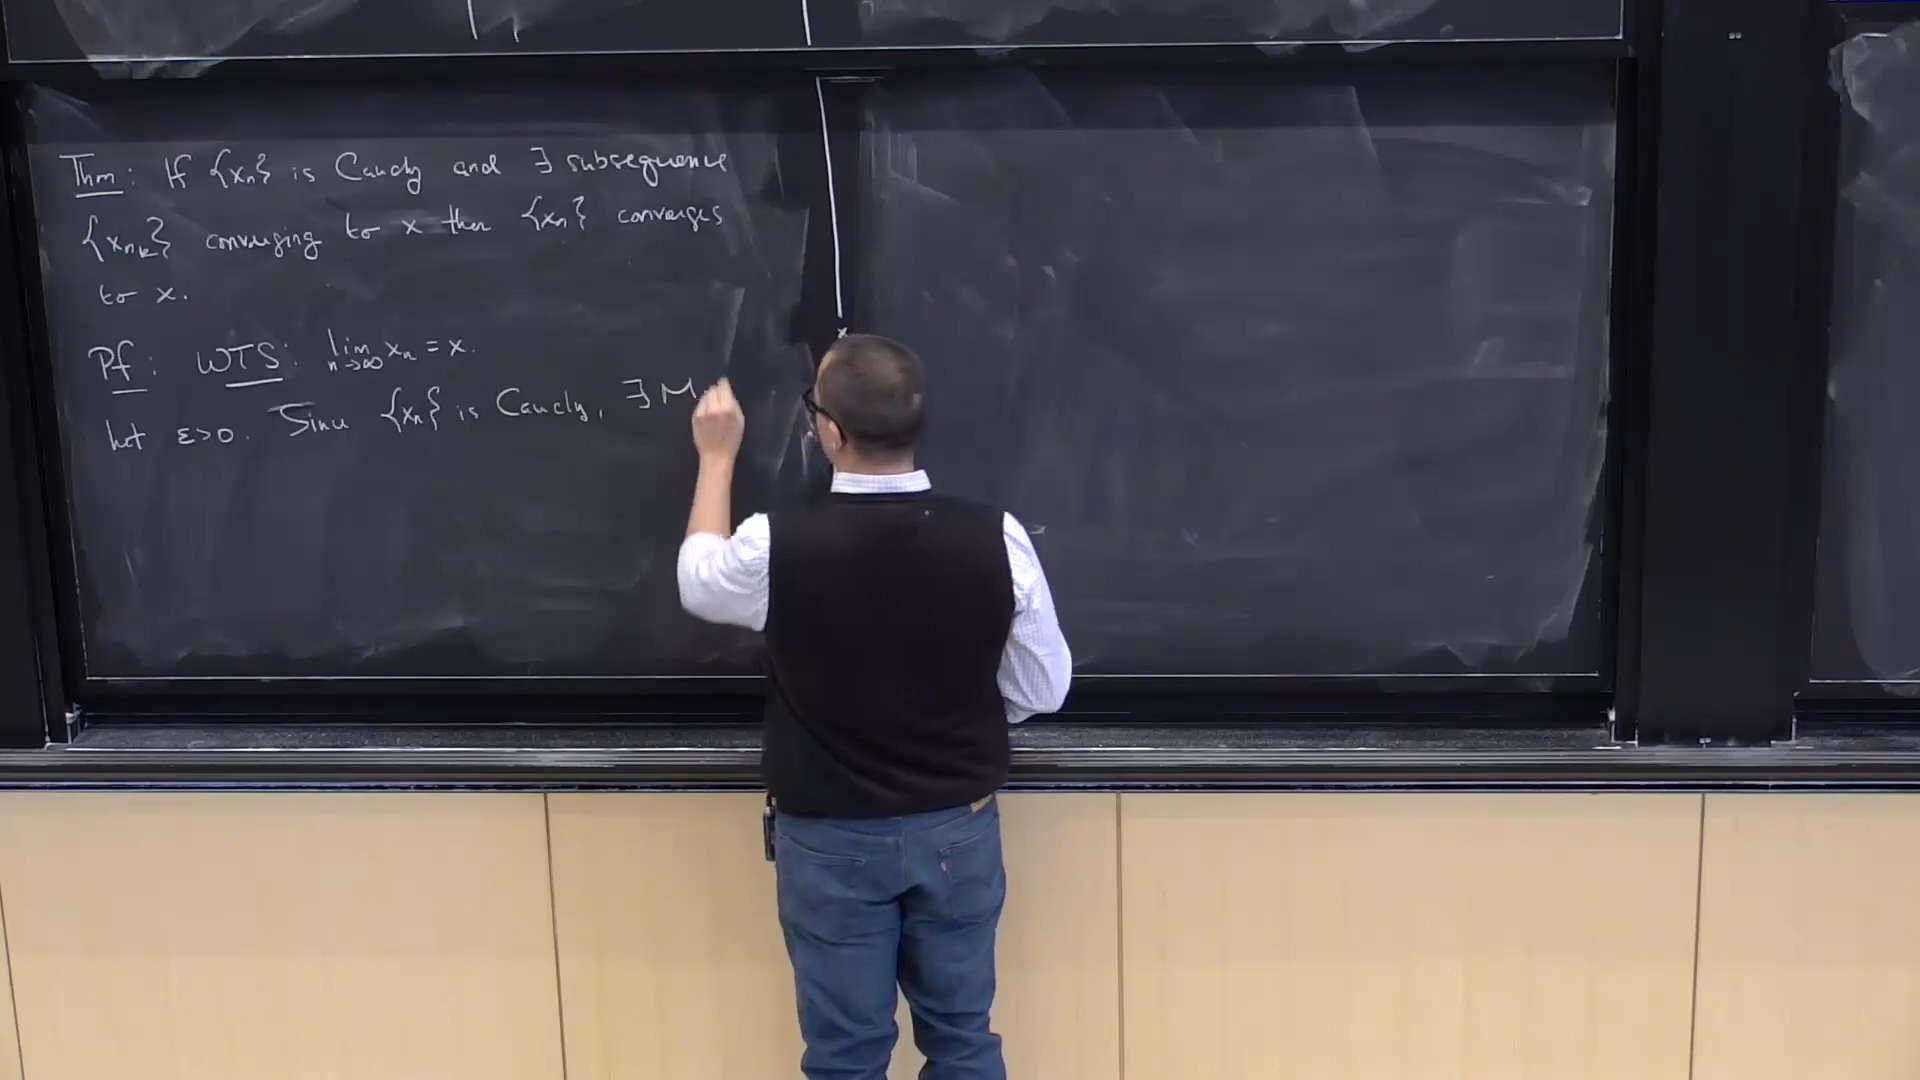 Thm: If {xₙ} is Cauchy and ∃ subsequence
{xₙₖ} converging to x then {xₙ} converges
to x.
Pf: WTS: lim n→∞ xₙ = x.
Let ε>0. Since {xₙ} is Cauchy, ∃ M